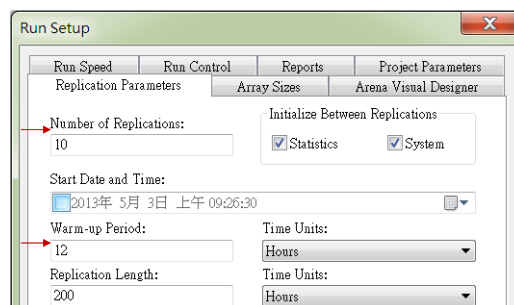 Run Setup
X
Run Speed Run Control Reports Project Parameters
Replication Parameters Array Sizes Arena Visual Designer
Number of Replications:
10
Initialize Between Replications
Statistics System
Start Date and Time:
2013年 5月 3日 上午 09:26:30
Warm-up Period: Time Units:
12 Hours
Replication Length: Time Units:
200 Hours